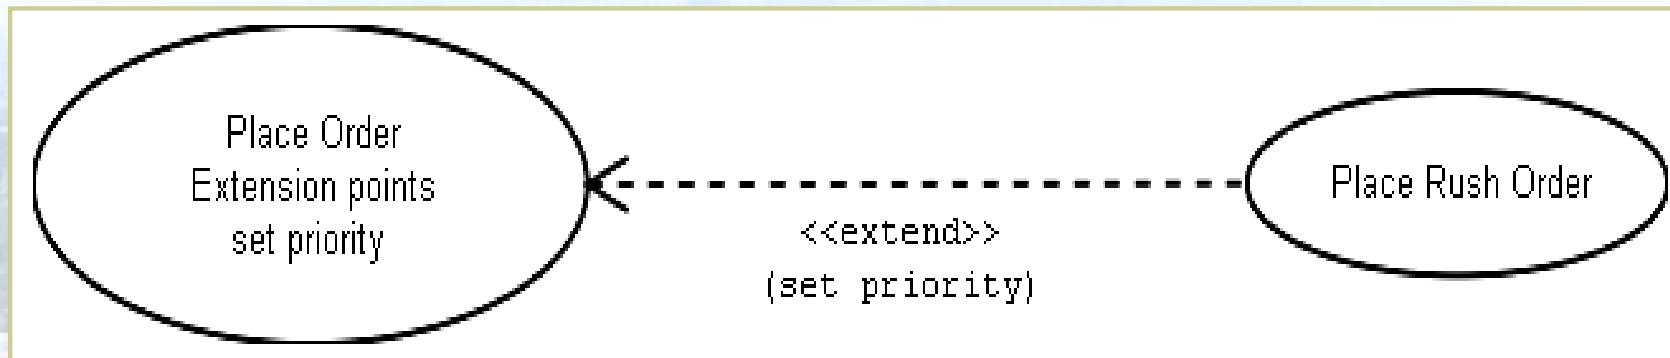 Place Order
Extension points
set priority
<<extend>>
(set priority)
Place Rush Order